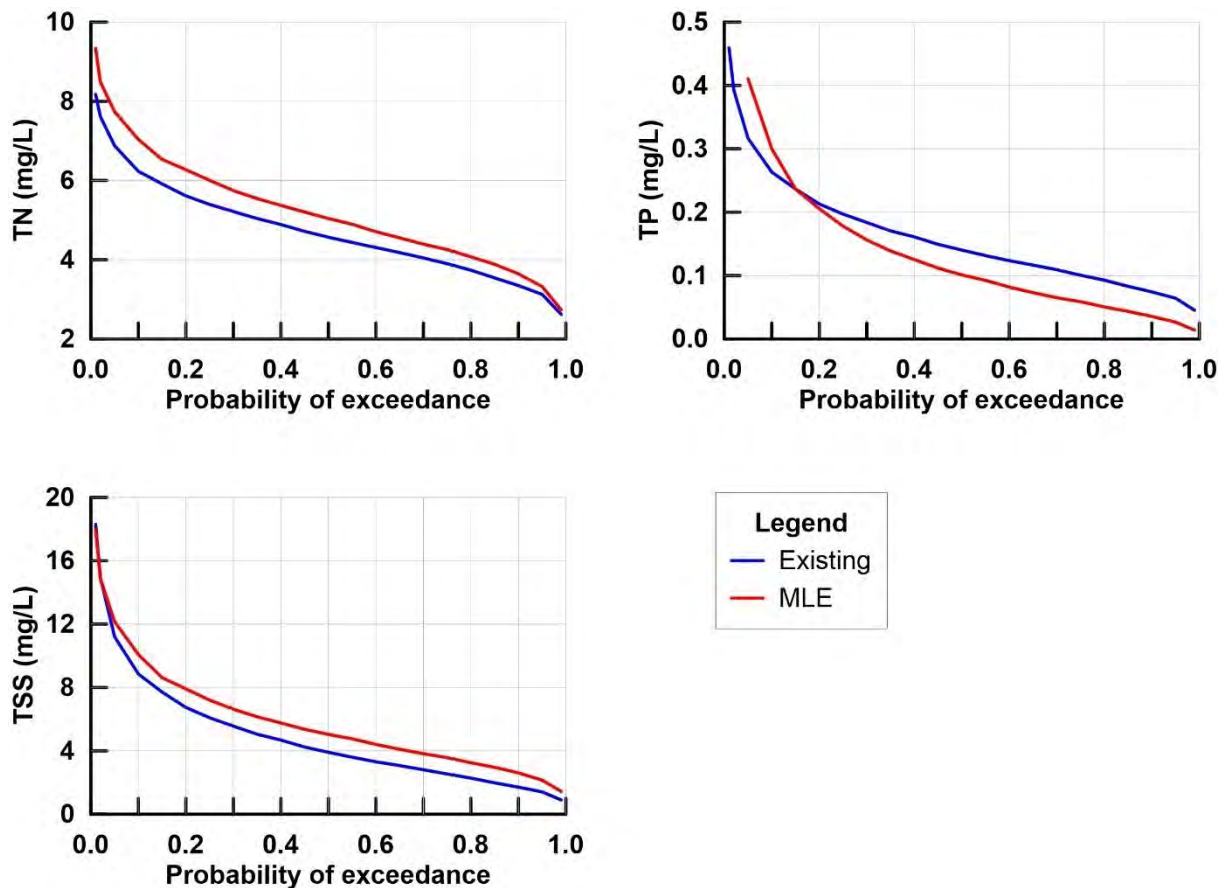 TN (mg/L)
10
8
6
4
2
0.0 0.2 0.4 0.6 0.8 1.0
Probability of exceedance
TP (mg/L)
0.5
0.4
0.3
0.2
0.1
0.0
0.0 0.2 0.4 0.6 0.8 1.0
Probability of exceedance
TSS (mg/L)
20
16
12
8
4
0
0.0 0.2 0.4 0.6 0.8 1.0
Probability of exceedance
Legend
Existing
MLE